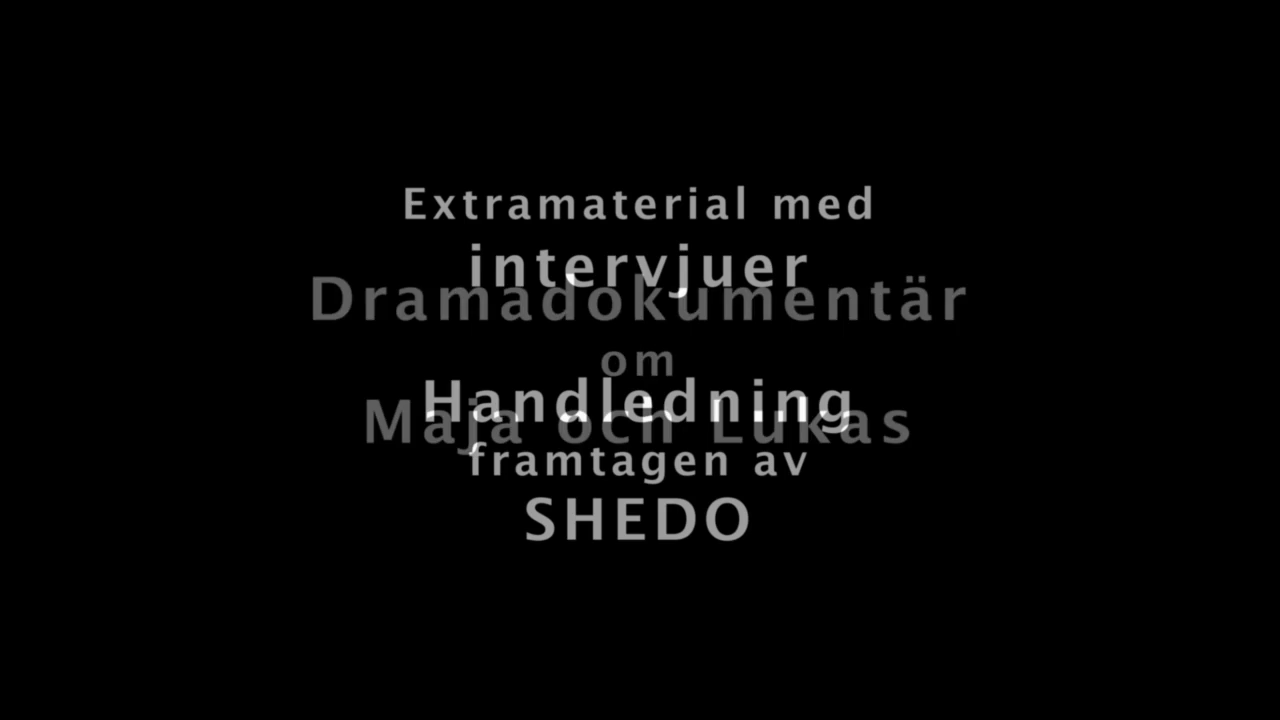 Extramaterial med
intervjuer
Dramadokumentär
om
Handledning
Maja och Lukas
framtagen av
SHEDO